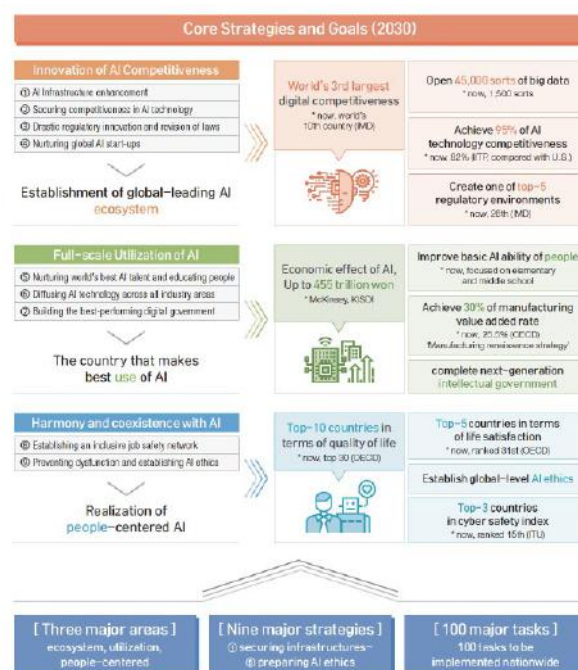 Core Strategies and Goals (2030)
Innovation of AI Competitiveness
① AI Infrastructure enhancement
② Securing competitiveness in AI technology
③ Drastic regulatory innovation and revision of laws
④ Nurturing global AI start-ups
Establishment of global-leading AI
ecosystem
World's 3rd largest
digital competitiveness
* now, world's
10th country (IMD)
Open 45,000 sorts of big data
* now, 1,500 sorts
Achieve 95% of AI
technology competitiveness
* now, 82% (IITP, compared with U.S.)
Create one of top-5
regulatory environments
* now, 26th (IMD)
Full-scale Utilization of AI
⑤ Nurturing world's best AI talent and educating people
⑥ Diffusing AI technology across all industry areas
⑦ Building the best-performing digital government
The country that makes
best use of AI
Economic effect of AI,
Up to 455 trillion won
* McKinsey, KISDI
Improve basic AI ability of people
* now, focused on elementary
and middle school
Achieve 30% of manufacturing
value added rate
* now, 25.5% (OECD)
'Manufacturing renaissance strategy'
complete next-generation
intellectual government
Harmony and coexistence with AI
⑧ Establishing an inclusive job safety network
⑨ Preventing dysfunction and establishing AI ethics
Realization of
people-centered AI
Top-10 countries in
terms of quality of life
* now, top 30 (OECD)
Top-5 countries in terms
of life satisfaction
* now, ranked 31st (OECD)
Establish global-level AI ethics
Top-3 countries
in cyber safety index
* now, ranked 15th (ITU)
[ Three major areas ]
ecosystem, utilization,
people-centered
[ Nine major strategies ]
① securing infrastructures~
⑨ preparing AI ethics
[ 100 major tasks ]
100 tasks to be
implemented nationwide